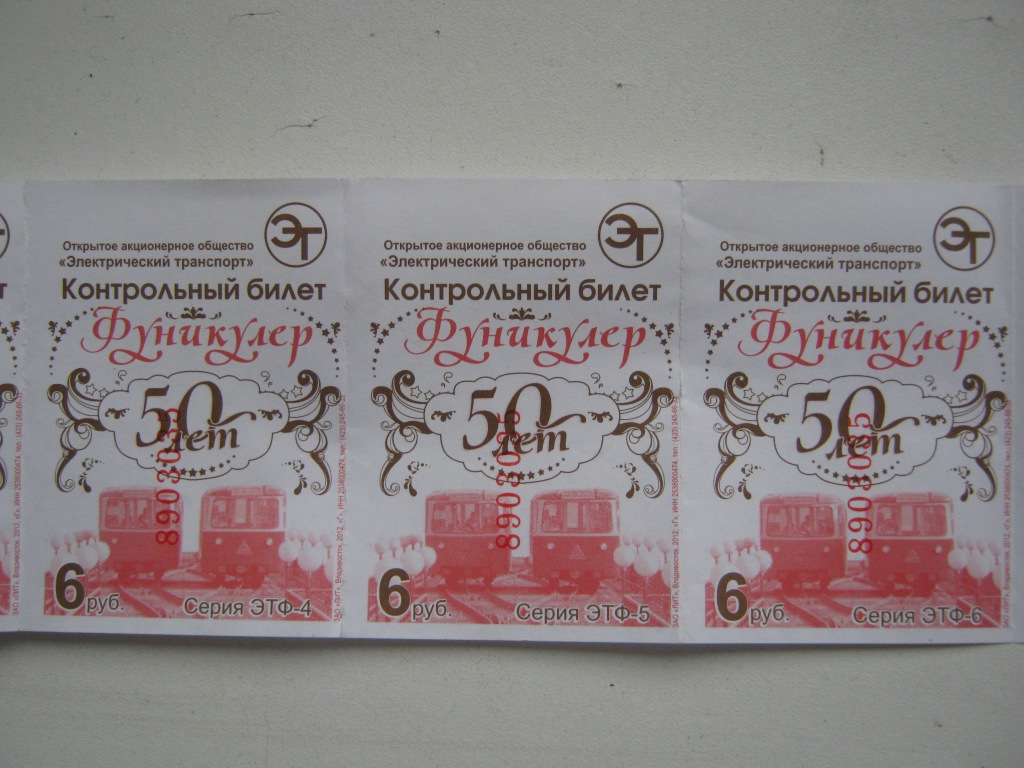 ЭТ
Открытое акционерное общество
«Электрический транспорт»
Контрольный билет
Фуникулер
50
лет
6 руб.
Серия ЭТФ-4
ЭТ
Открытое акционерное общество
«Электрический транспорт»
Контрольный билет
Фуникулер
50
лет
6 руб.
Серия ЭТФ-5
ЭТ
Открытое акционерное общество
«Электрический транспорт»
Контрольный билет
Фуникулер
50
лет
8903095
6 руб.
Серия ЭТФ-6